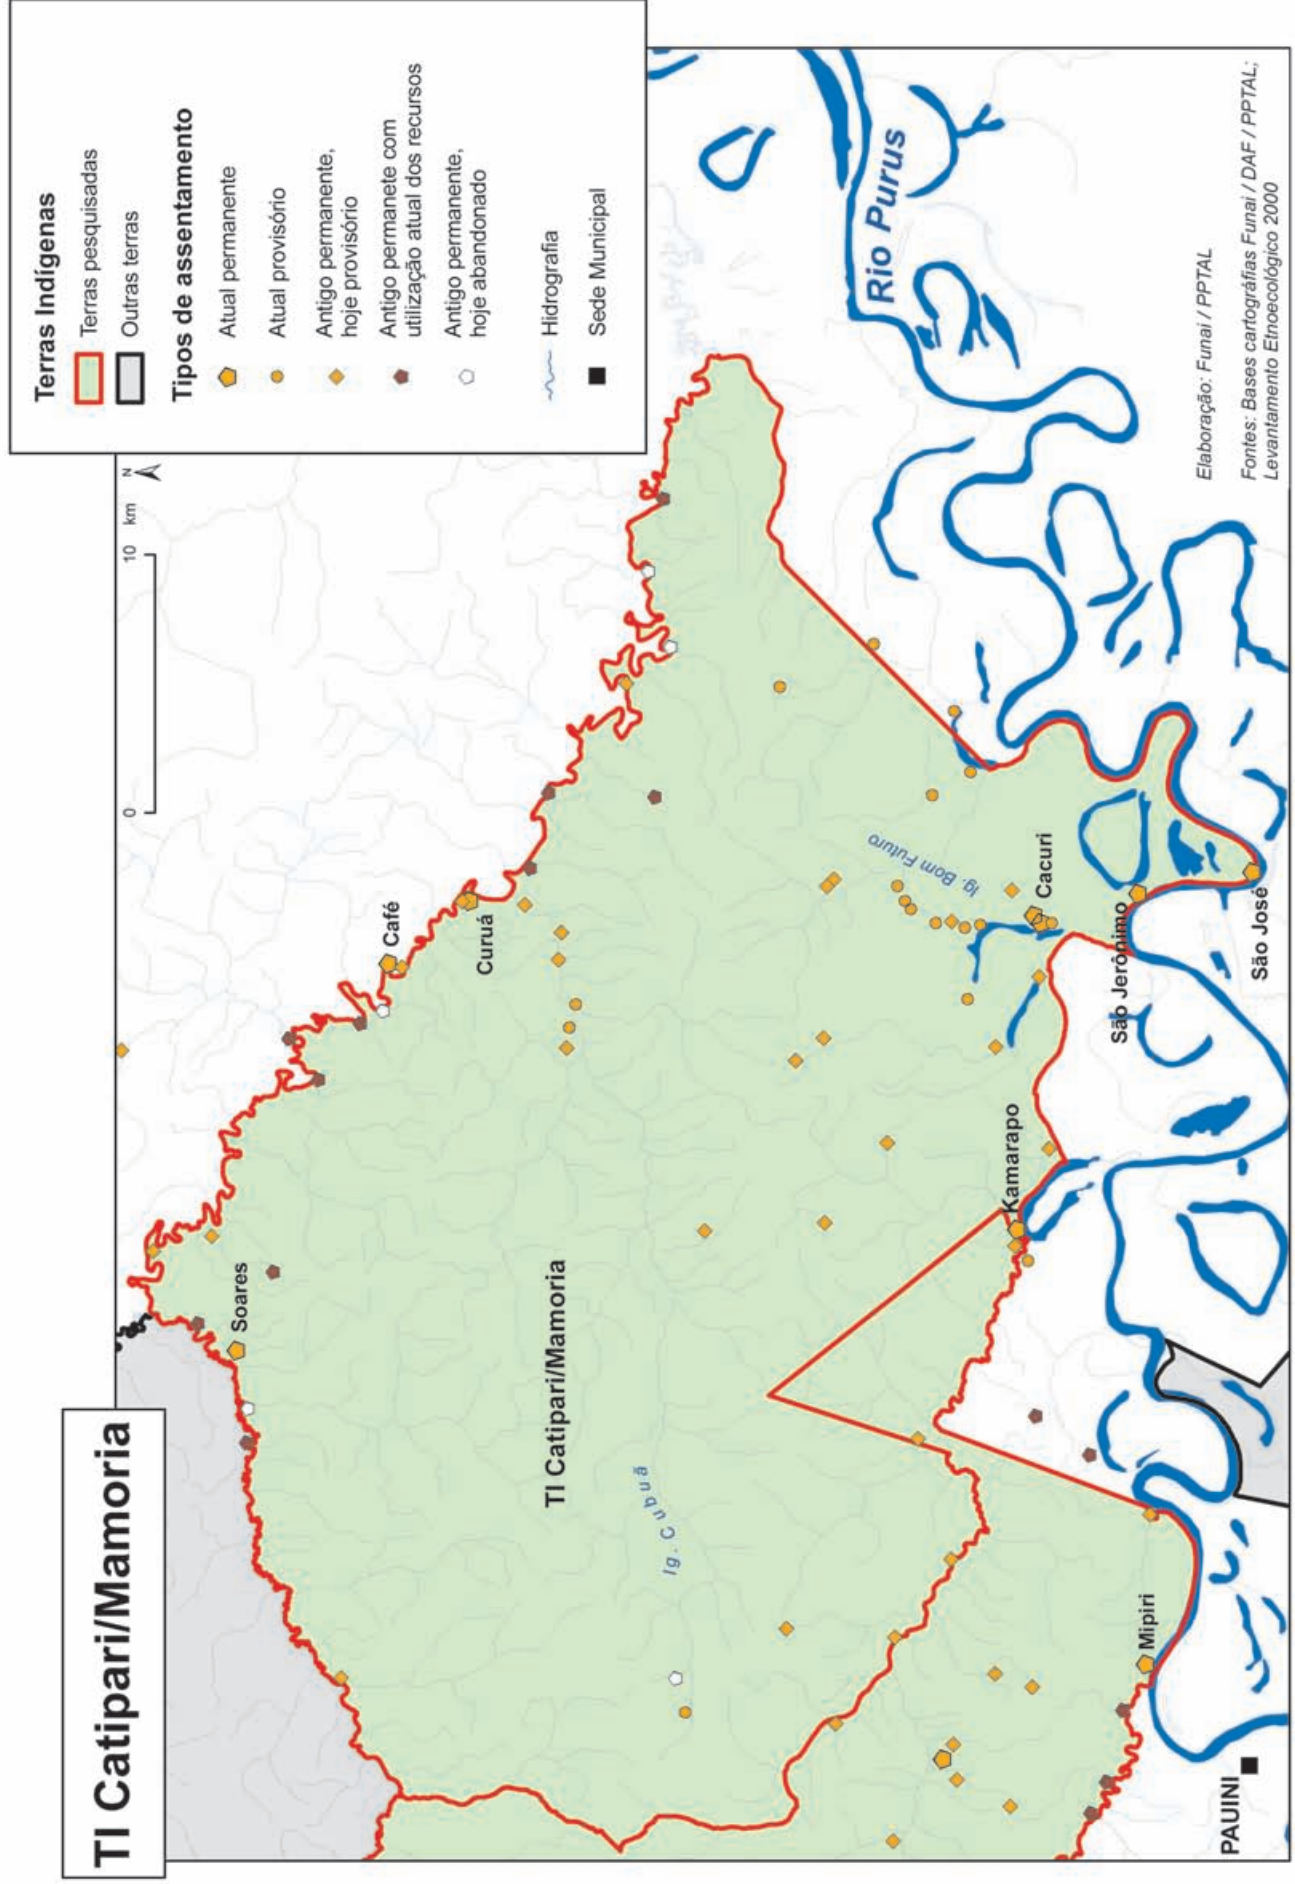 TI Catipari/Mamoria
Terras Indígenas
Terras pesquisadas
Outras terras
Tipos de assentamento
Atual permanente
Atual provisório
Antigo permanente,
hoje provisório
Antigo permanete com
utilização atual dos recursos
Antigo permanente,
hoje abandonado
Hidrografia
Sede Municipal
0
10
km
N
Soares
Café
Curuá
TI Catipari/Mamoria
Ig. Cubuã
Ig. Bom Futuro
Rio Purus
Kamarapo
Cacuri
São Jerônimo
São José
Mipiri
PAUINI
Elaboração: Funai / PPTAL
Fontes: Bases cartográfias Funai / DAF / PPTAL;
Levantamento Etnoecológico 2000